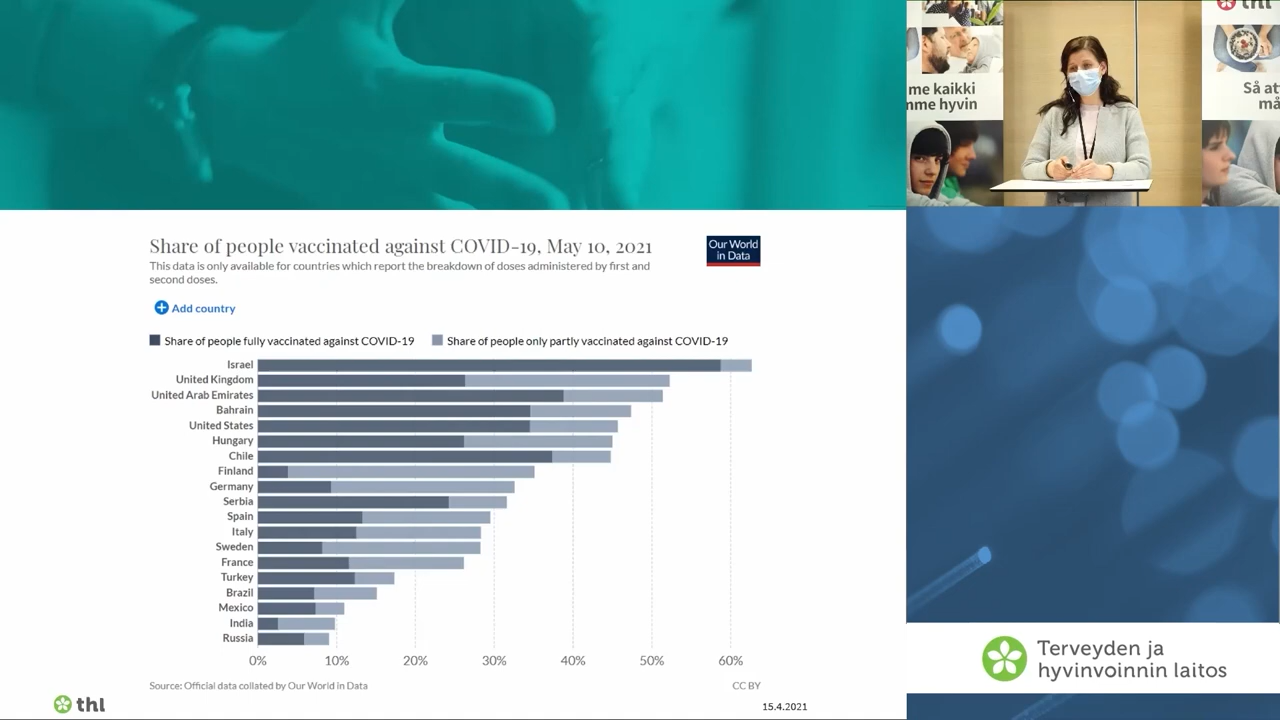 thl
me kaikki
nme hyvin
Så at
må
Share of people vaccinated against COVID-19, May 10, 2021
This data is only available for countries which report the breakdown of doses administered by first and
second doses.
Our World
in Data
Add country
Share of people fully vaccinated against COVID-19
Share of people only partly vaccinated against COVID-19
Israel
United Kingdom
United Arab Emirates
Bahrain
United States
Hungary
Chile
Finland
Germany
Serbia
Spain
Italy
Sweden
France
Turkey
Brazil
Mexico
India
Russia
0% 10% 20% 30% 40% 50% 60%
Source: Official data collated by Our World in Data
CC BY
thl
15.4.2021
Terveyden ja
hyvinvoinnin laitos